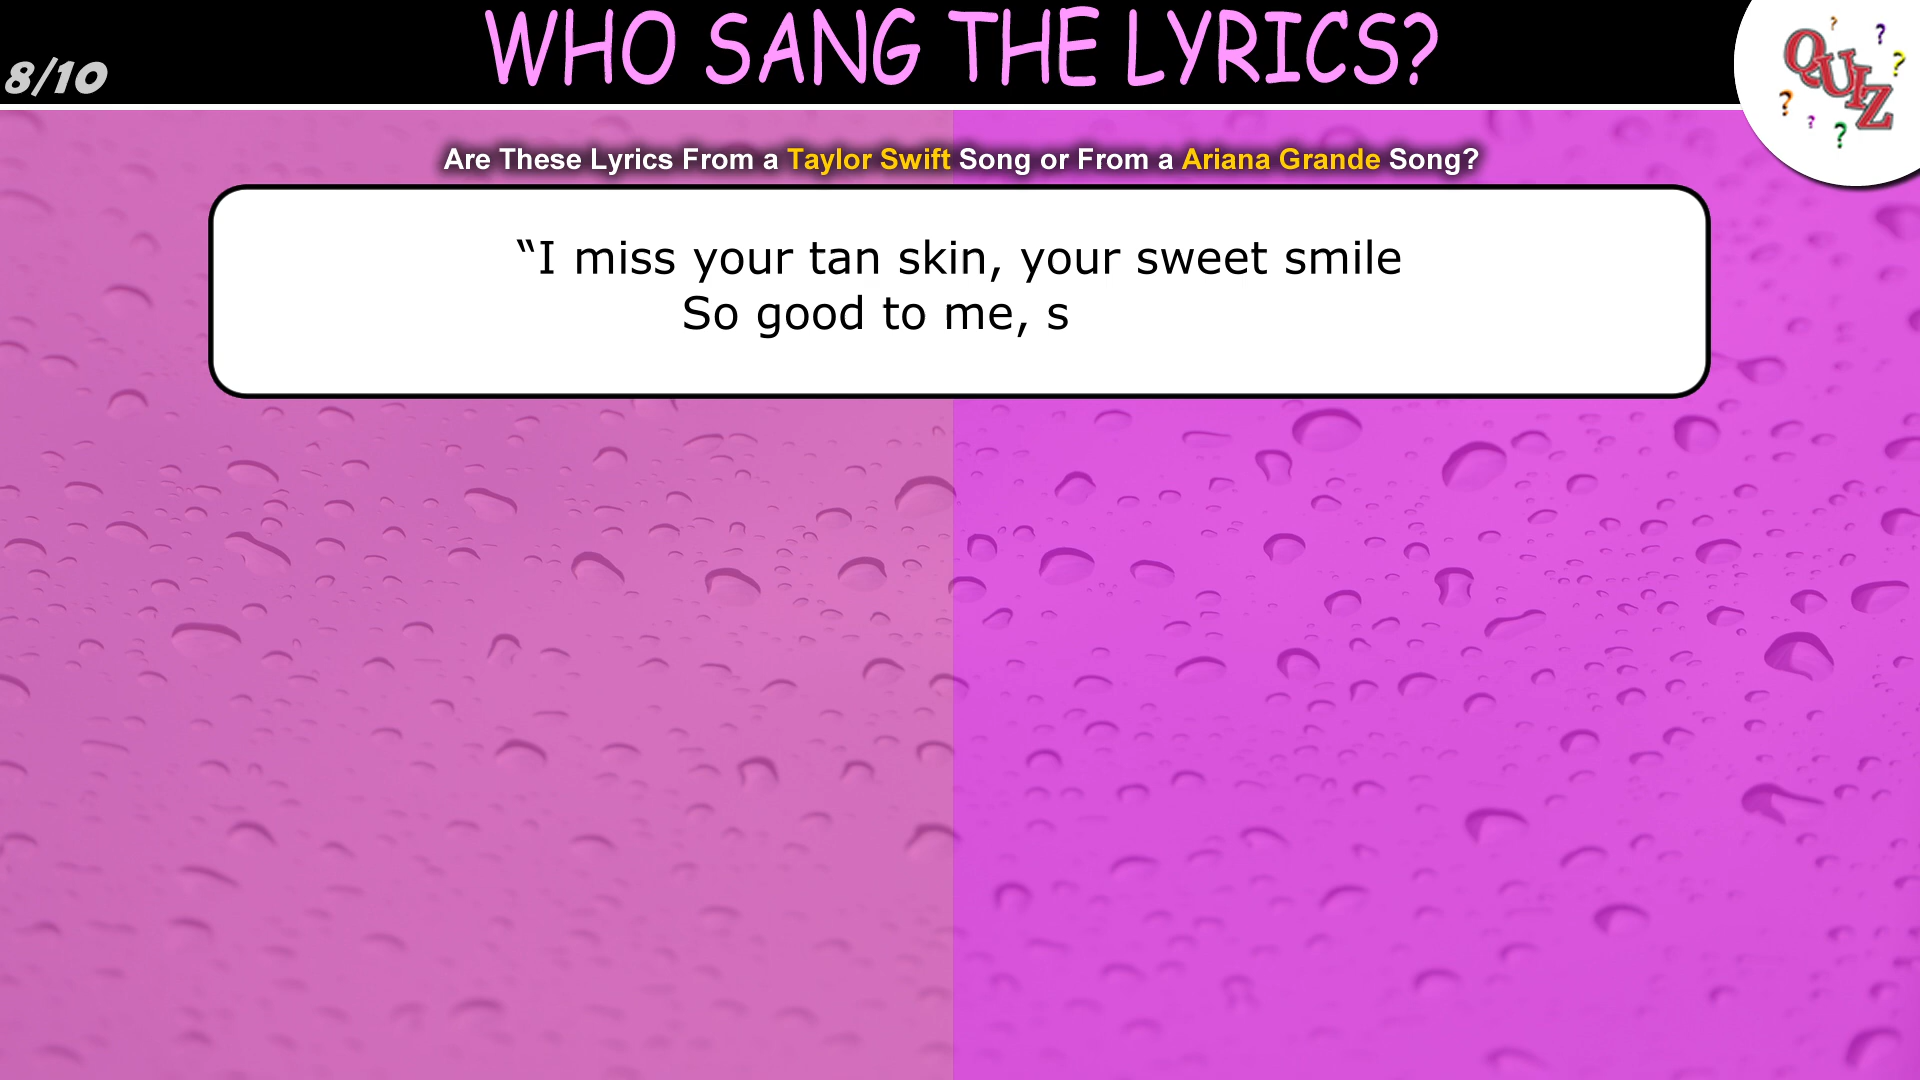 WHO SANG THE LYRICS?
8/10
QUIZ
Are These Lyrics From a Taylor Swift Song or From a Ariana Grande Song?
“I miss your tan skin, your sweet smile
So good to me, s